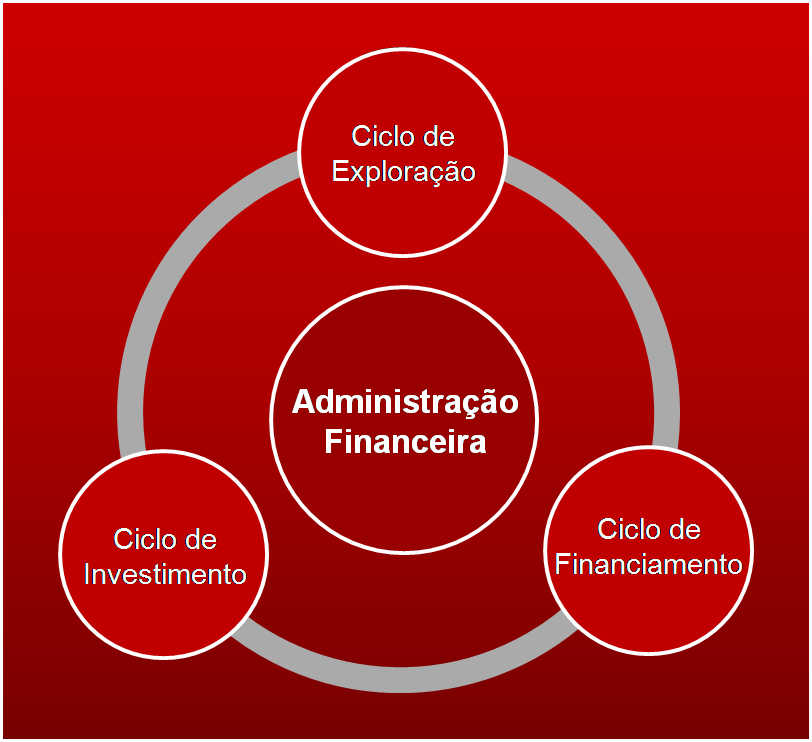 Ciclo de
Exploração
Administração
Financeira
Ciclo de
Investimento
Ciclo de
Financiamento